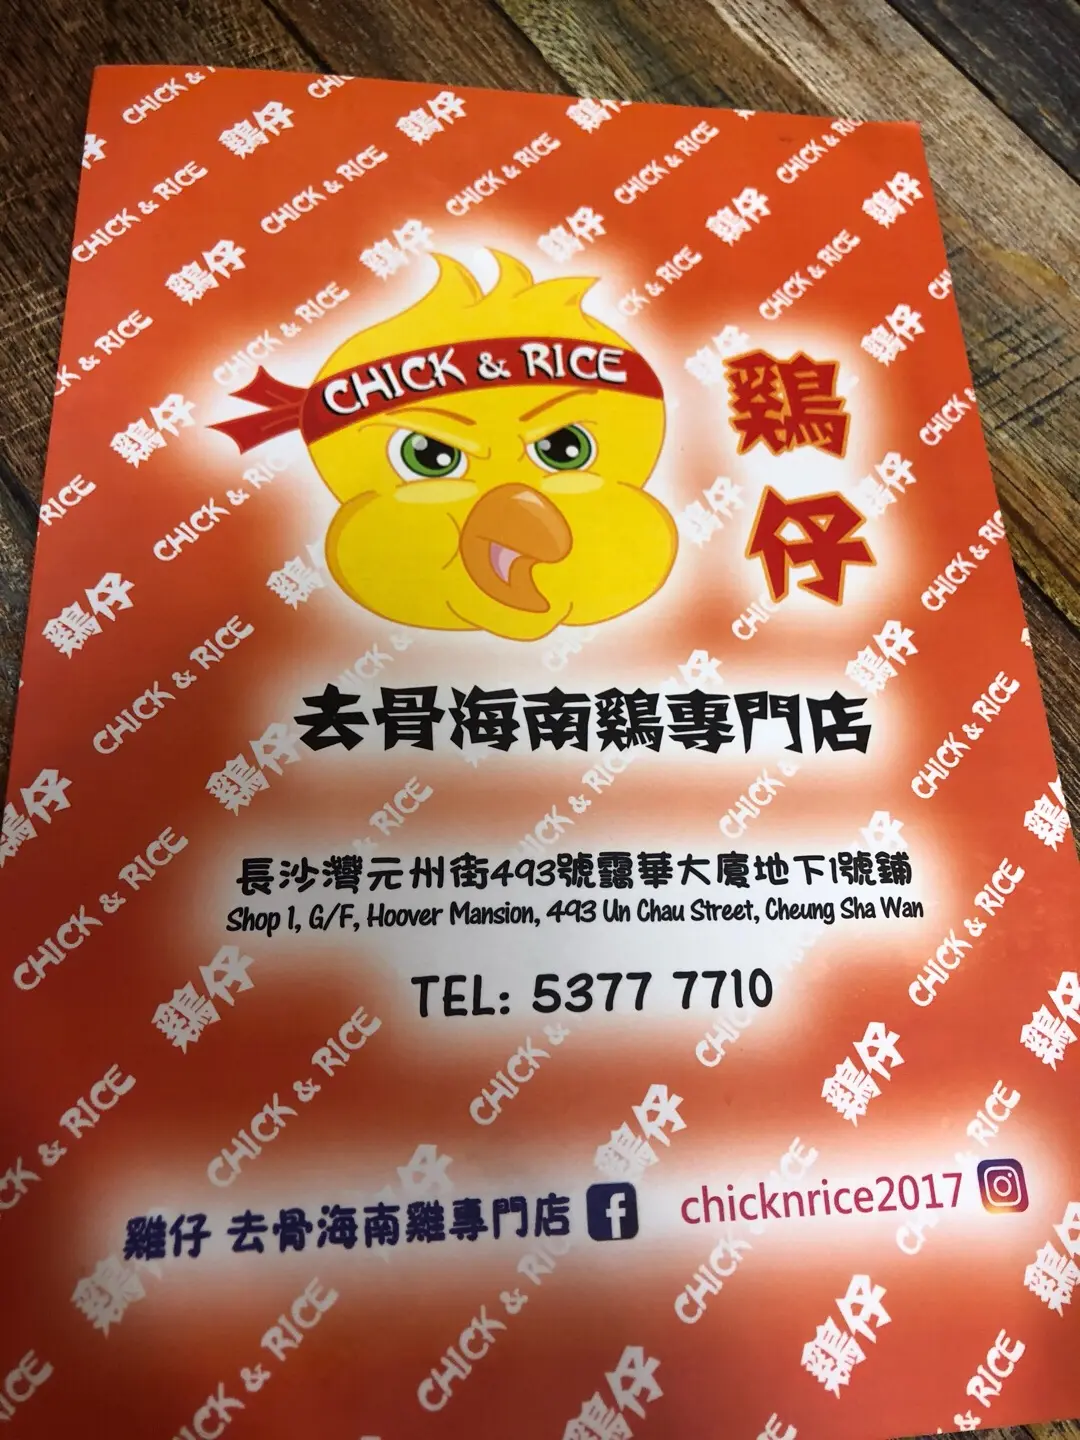 CHICK & RICE
鷄仔
去骨海南鷄專門店
長沙灣元州街493號靄華大廈地下1號鋪
Shop 1, G/F, Hoover Mansion, 493 Un Chau Street, Cheung Sha Wan
TEL: 5377 7710
雞仔 去骨海南雞專門店
chicknrice2017